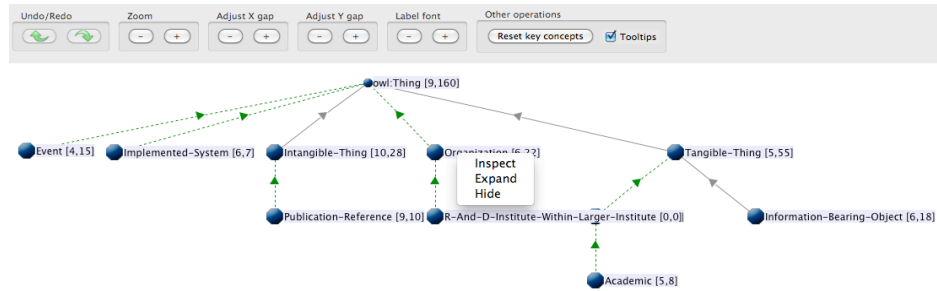 Undo/Redo
Zoom
Adjust X gap
Adjust Y gap
Label font
Other operations
- +
- +
- +
- +
Reset key concepts
Tooltips
owl:Thing [9,160]
Event [4,15]
Implemented-System [6,7]
Intangible-Thing [10,28]
Organization [6,22]
Tangible-Thing [5,55]
Inspect
Expand
Hide
Publication-Reference [9,10]
R-And-D-Institute-Within-Larger-Institute [0,0]
Information-Bearing-Object [6,18]
Academic [5,8]